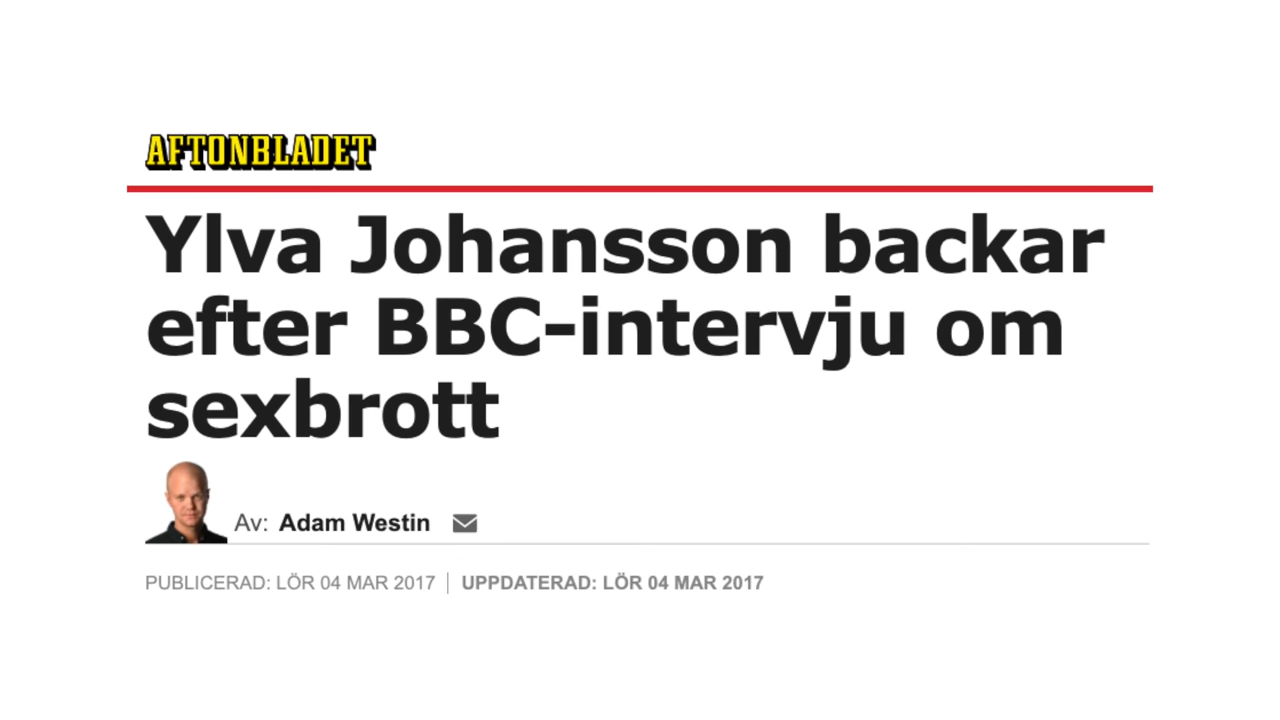 AFTONBLADET
Ylva Johansson backar
efter BBC-intervju om
sexbrott
Av: Adam Westin
PUBLICERAD: LÖR 04 MAR 2017 | UPPDATERAD: LÖR 04 MAR 2017